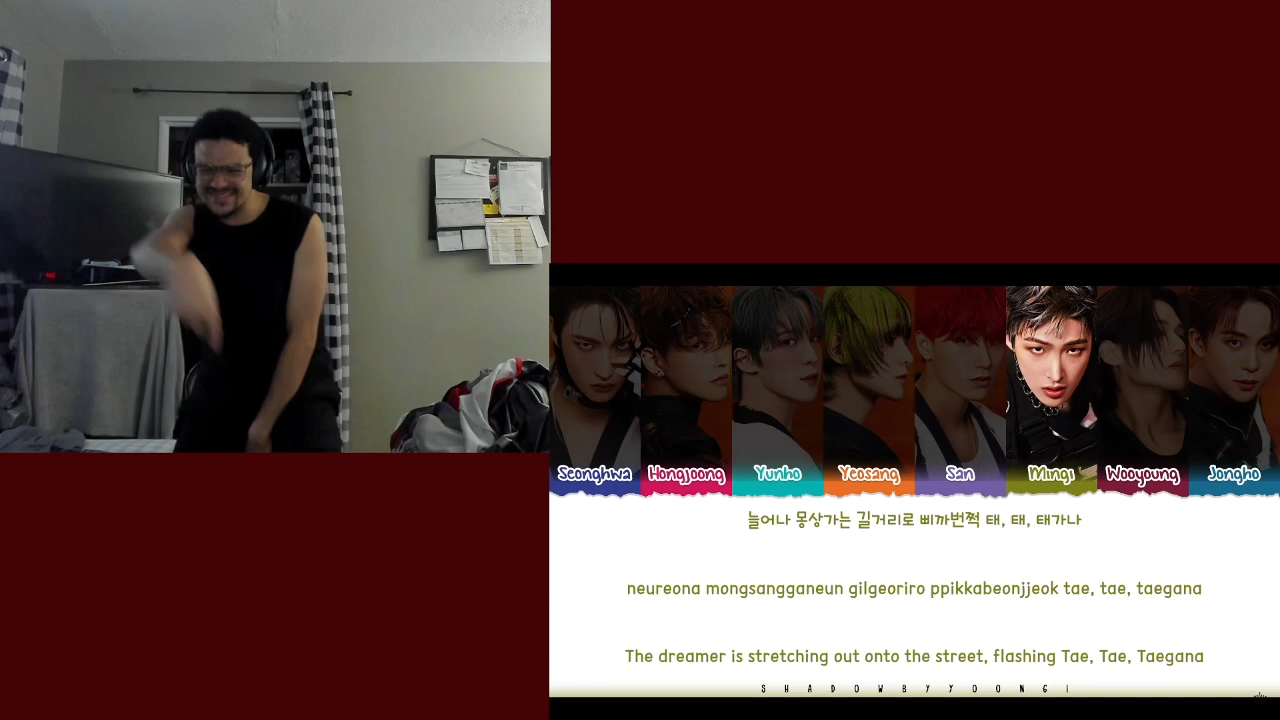 Seonghwa Hongjoong Yunho Yeosang San Mingi Wooyoung Jongho
늘어나 몽상가는 길거리로 삐까번쩍 태, 태, 태가나
neureona mongsangganeun gilgeoriro ppikkabeonjjeok tae, tae, taegana
The dreamer is stretching out onto the street, flashing Tae, Tae, Taegana
SHADOWBYYOONGI